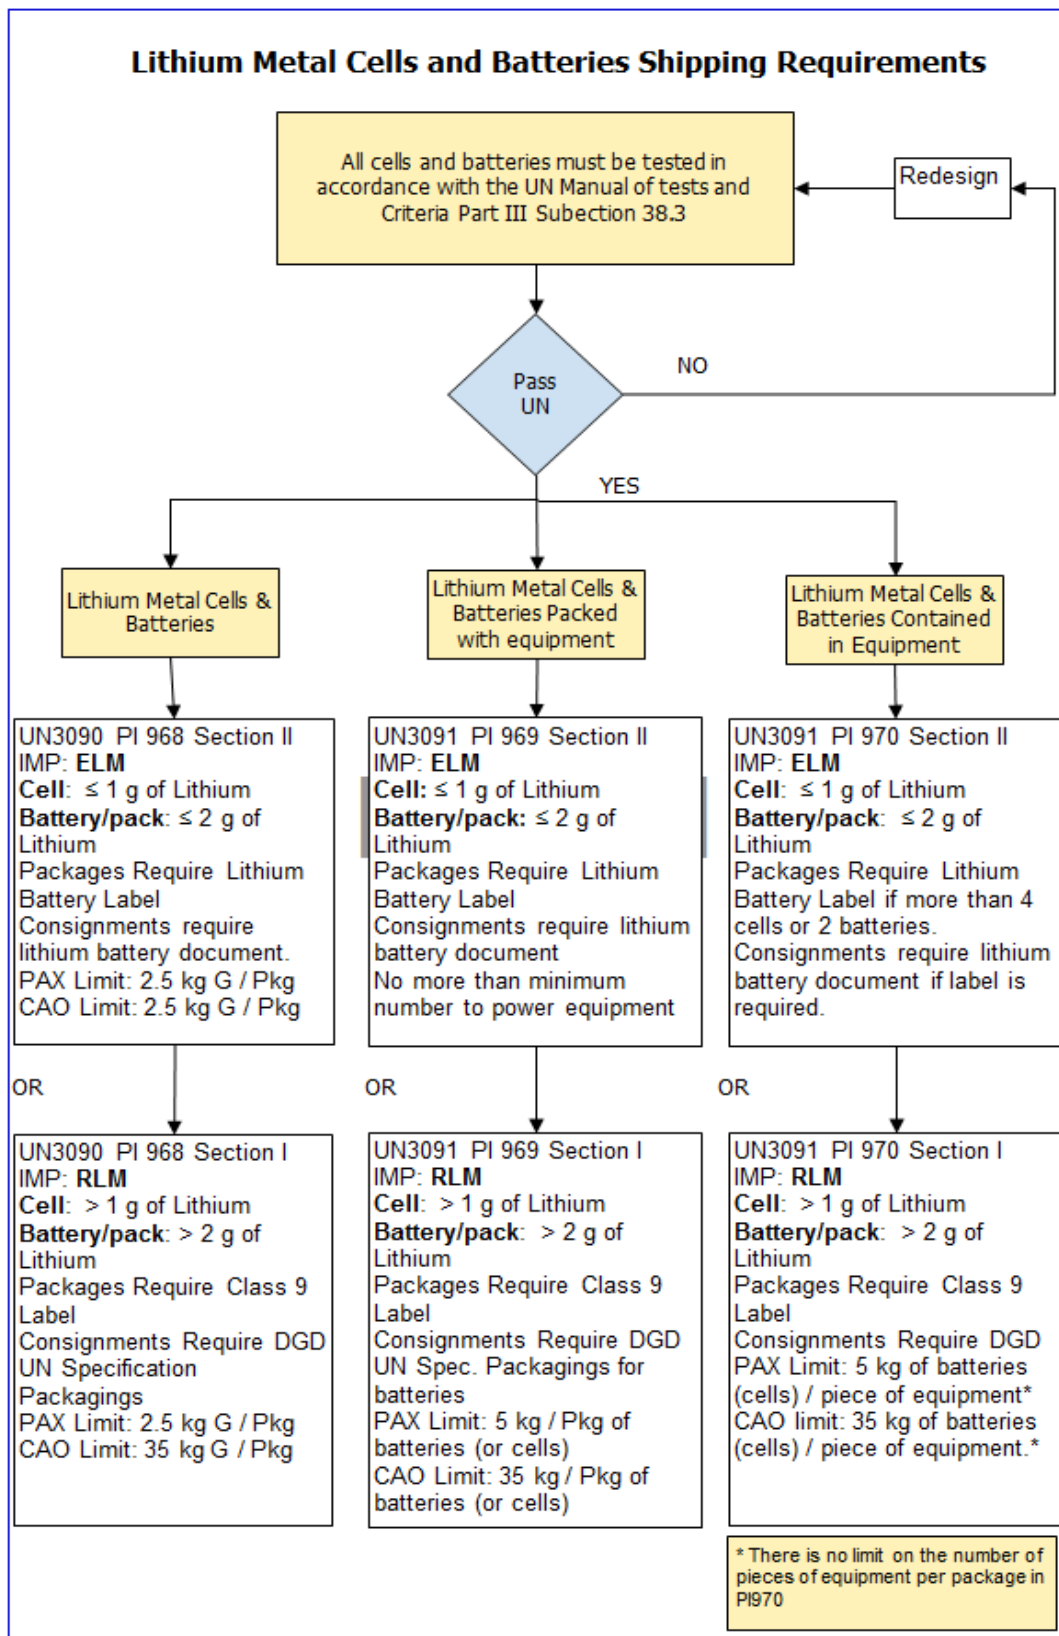 Lithium Metal Cells and Batteries Shipping Requirements
All cells and batteries must be tested in
accordance with the UN Manual of tests and
Criteria Part III Subection 38.3
Redesign
Pass
UN
NO
YES
Lithium Metal Cells &
Batteries
Lithium Metal Cells &
Batteries Packed
with equipment
Lithium Metal Cells &
Batteries Contained
in Equipment
UN3090 PI 968 Section II
IMP: ELM
Cell: ≤ 1 g of Lithium
Battery/pack: ≤ 2 g of
Lithium
Packages Require Lithium
Battery Label
Consignments require
lithium battery document.
PAX Limit: 2.5 kg G / Pkg
CAO Limit: 2.5 kg G / Pkg
UN3091 PI 969 Section II
IMP: ELM
Cell: ≤ 1 g of Lithium
Battery/pack: ≤ 2 g of
Lithium
Packages Require Lithium
Battery Label
Consignments require lithium
battery document
No more than minimum
number to power equipment
UN3091 PI 970 Section II
IMP: ELM
Cell: ≤ 1 g of Lithium
Battery/pack: ≤ 2 g of
Lithium
Packages Require Lithium
Battery Label if more than 4
cells or 2 batteries.
Consignments require lithium
battery document if label is
required.
OR
OR
OR
UN3090 PI 968 Section I
IMP: RLM
Cell: > 1 g of Lithium
Battery/pack: > 2 g of
Lithium
Packages Require Class 9
Label
Consignments Require DGD
UN Specification
Packagings
PAX Limit: 2.5 kg G / Pkg
CAO Limit: 35 kg G / Pkg
UN3091 PI 969 Section I
IMP: RLM
Cell: > 1 g of Lithium
Battery/pack: > 2 g of
Lithium
Packages Require Class 9
Label
Consignments Require DGD
UN Spec. Packagings for
batteries
PAX Limit: 5 kg / Pkg of
batteries (or cells)
CAO Limit: 35 kg / Pkg of
batteries (or cells)
UN3091 PI 970 Section I
IMP: RLM
Cell: > 1 g of Lithium
Battery/pack: > 2 g of
Lithium
Packages Require Class 9
Label
Consignments Require DGD
PAX Limit: 5 kg of batteries
(cells) / piece of equipment*
CAO limit: 35 kg of batteries
(cells) / piece of equipment.*
* There is no limit on the number of
pieces of equipment per package in
PI970